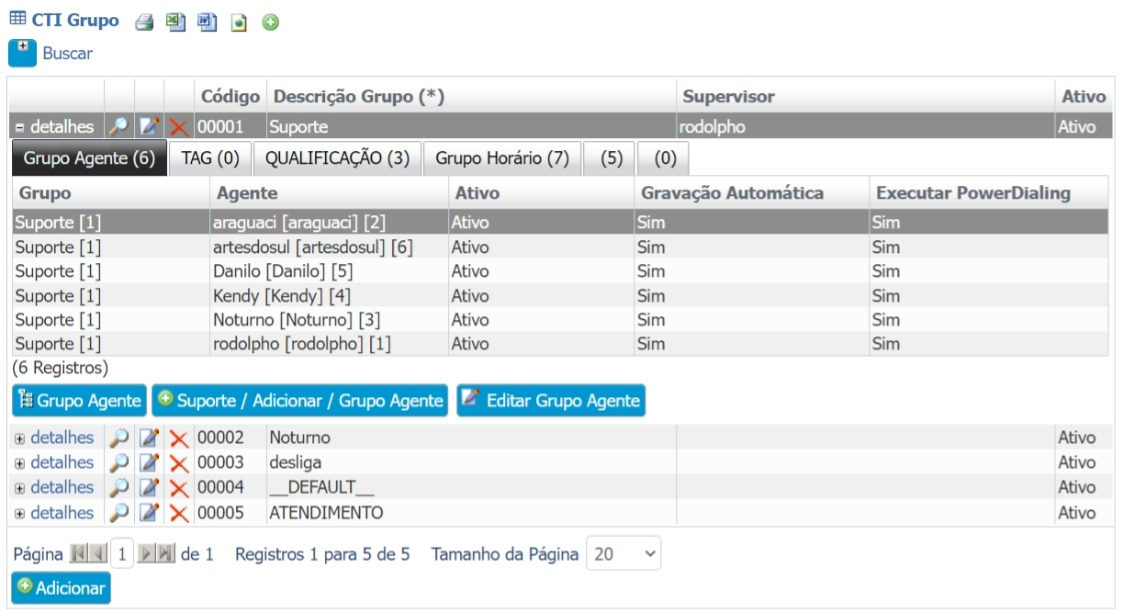 CTI Grupo
Buscar
Código Descrição Grupo (*) Supervisor Ativo
detalhes 00001 Suporte rodolpho Ativo
Grupo Agente (6) TAG (0) QUALIFICAÇÃO (3) Grupo Horário (7) (5) (0)
Grupo Agente Ativo Gravação Automática Executar PowerDialing
Suporte [1] araguaci [araguaci] [2] Ativo Sim Sim
Suporte [1] artesdosul [artesdosul] [6] Ativo Sim Sim
Suporte [1] Danilo [Danilo] [5] Ativo Sim Sim
Suporte [1] Kendy [Kendy] [4] Ativo Sim Sim
Suporte [1] Noturno [Noturno] [3] Ativo Sim Sim
Suporte [1] rodolpho [rodolpho] [1] Ativo Sim Sim
(6 Registros)
Grupo Agente Suporte / Adicionar / Grupo Agente Editar Grupo Agente
detalhes 00002 Noturno Ativo
detalhes 00003 desliga Ativo
detalhes 00004 __DEFAULT__ Ativo
detalhes 00005 ATENDIMENTO Ativo
Página 1 de 1 Registros 1 para 5 de 5 Tamanho da Página 20
Adicionar